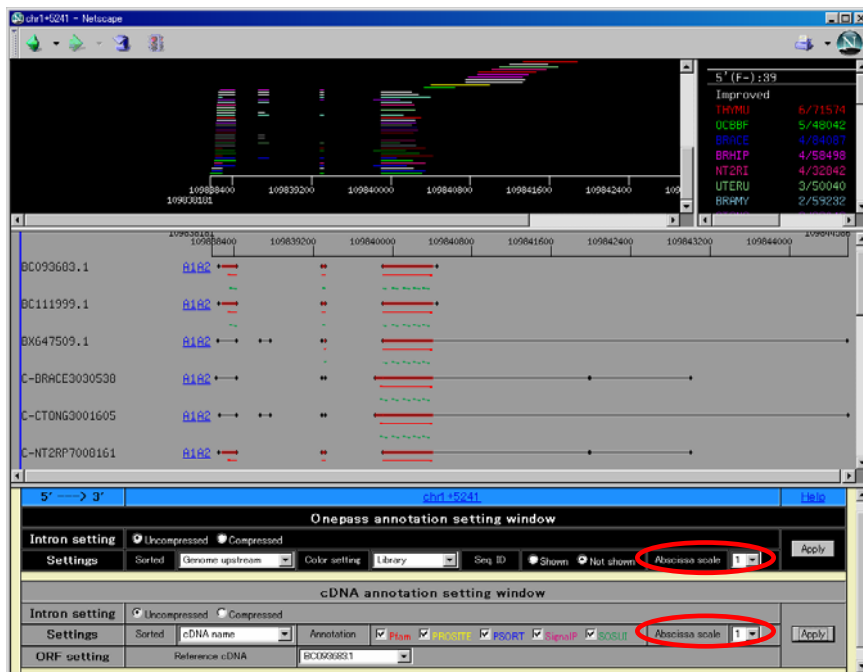 chr1+5241 - Netscape
5'(F-):39
Improved
THYMU 6/71574
OCBBF 5/48042
BRACE 4/84087
BRHIP 4/58498
NT2RI 4/32042
UTERU 3/50040
BRAMY 2/59232
109838400 109839200 109840000 109840800 109841600 109842400
109838181
109838181
109838400 109839200 109840000 109840800 109841600 109842400 109843200 109844000
BC093683.1 A1A2
BC111999.1 A1A2
BX647509.1 A1A2
C-BRACE3030538 A1A2
C-CTONG3001605 A1A2
C-NT2RP7008161 A1A2
5' ---> 3' chr1+5241 Help
Onepass annotation setting window
Intron setting Uncompressed Compressed
Settings Sorted Genome upstream Color setting Library Seq. ID Shown Not shown Abscissa scale 1 Apply
cDNA annotation setting window
Intron setting Uncompressed Compressed
Settings Sorted cDNA name Annotation Pfam PROSITE PSORT SignalP SOSUI Abscissa scale 1 Apply
ORF setting Reference cDNA BC093683.1